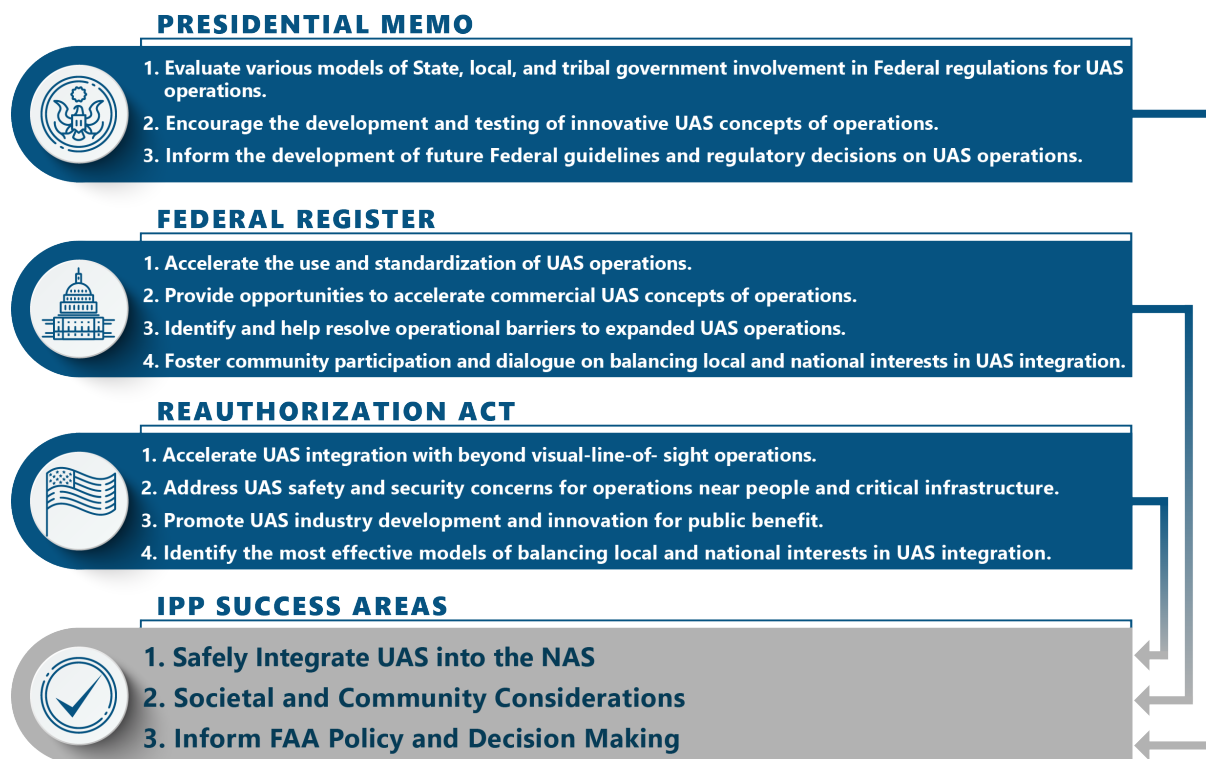 PRESIDENTIAL MEMO
1. Evaluate various models of State, local, and tribal government involvement in Federal regulations for UAS
operations.
2. Encourage the development and testing of innovative UAS concepts of operations.
3. Inform the development of future Federal guidelines and regulatory decisions on UAS operations.
FEDERAL REGISTER
1. Accelerate the use and standardization of UAS operations.
2. Provide opportunities to accelerate commercial UAS concepts of operations.
3. Identify and help resolve operational barriers to expanded UAS operations.
4. Foster community participation and dialogue on balancing local and national interests in UAS integration.
REAUTHORIZATION ACT
1. Accelerate UAS integration with beyond visual-line-of- sight operations.
2. Address UAS safety and security concerns for operations near people and critical infrastructure.
3. Promote UAS industry development and innovation for public benefit.
4. Identify the most effective models of balancing local and national interests in UAS integration.
IPP SUCCESS AREAS
1. Safely Integrate UAS into the NAS
2. Societal and Community Considerations
3. Inform FAA Policy and Decision Making